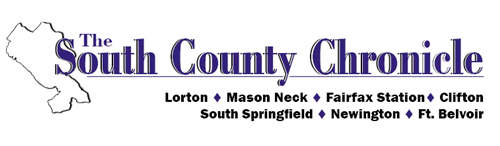 The
South County Chronicle
Lorton ♦ Mason Neck ♦ Fairfax Station ♦ Clifton
South Springfield ♦ Newington ♦ Ft. Belvoir